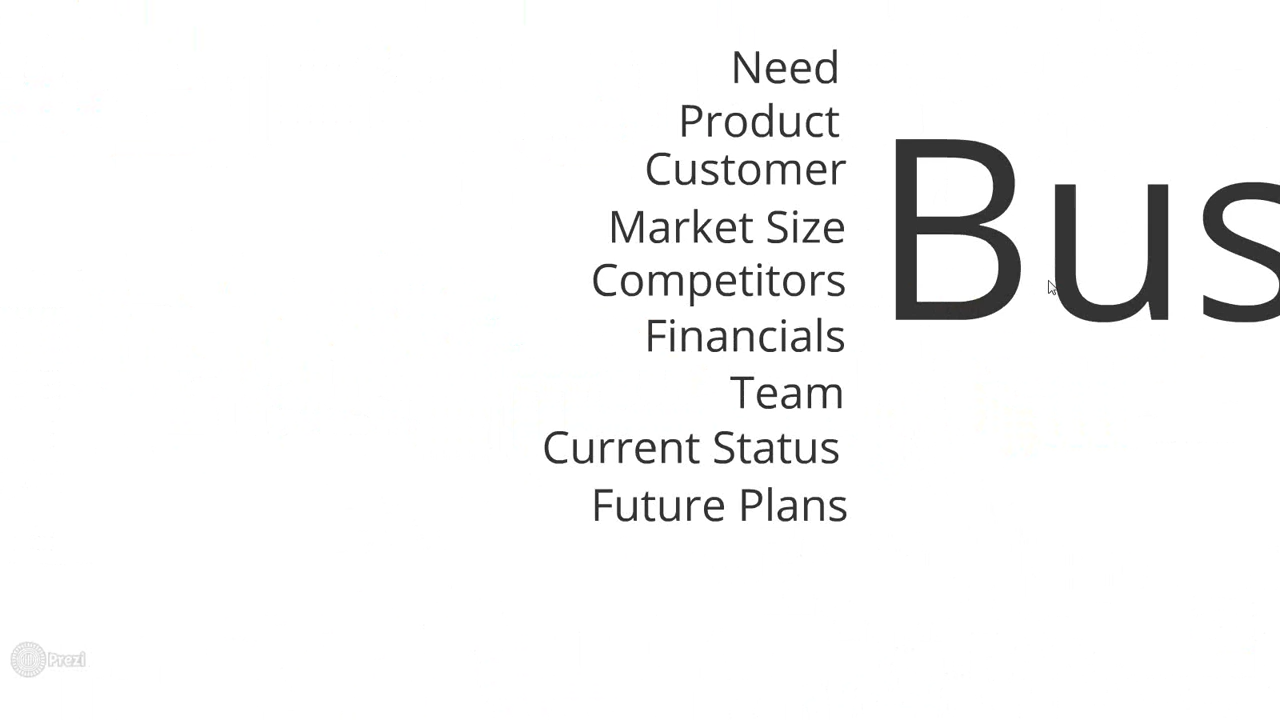 Need
Product
Customer
Market Size
Competitors
Financials
Team
Current Status
Future Plans
Bus
Prezi